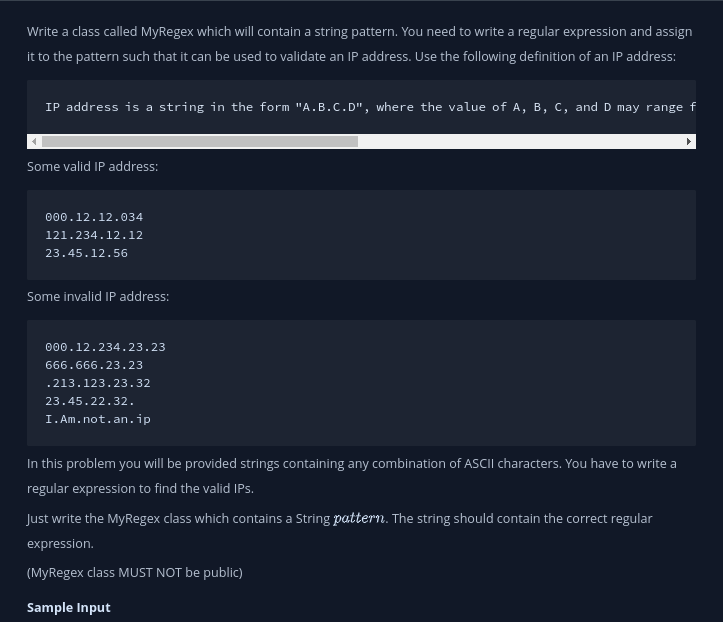 Write a class called MyRegex which will contain a string pattern. You need to write a regular expression and assign
it to the pattern such that it can be used to validate an IP address. Use the following definition of an IP address:
IP address is a string in the form "A.B.C.D", where the value of A, B, C, and D may range f
Some valid IP address:
000.12.12.034
121.234.12.12
23.45.12.56
Some invalid IP address:
000.12.234.23.23
666.666.23.23
.213.123.23.32
23.45.22.32.
I.Am.not.an.ip
In this problem you will be provided strings containing any combination of ASCII characters. You have to write a
regular expression to find the valid IPs.
Just write the MyRegex class which contains a String pattern. The string should contain the correct regular
expression.
(MyRegex class MUST NOT be public)
Sample Input